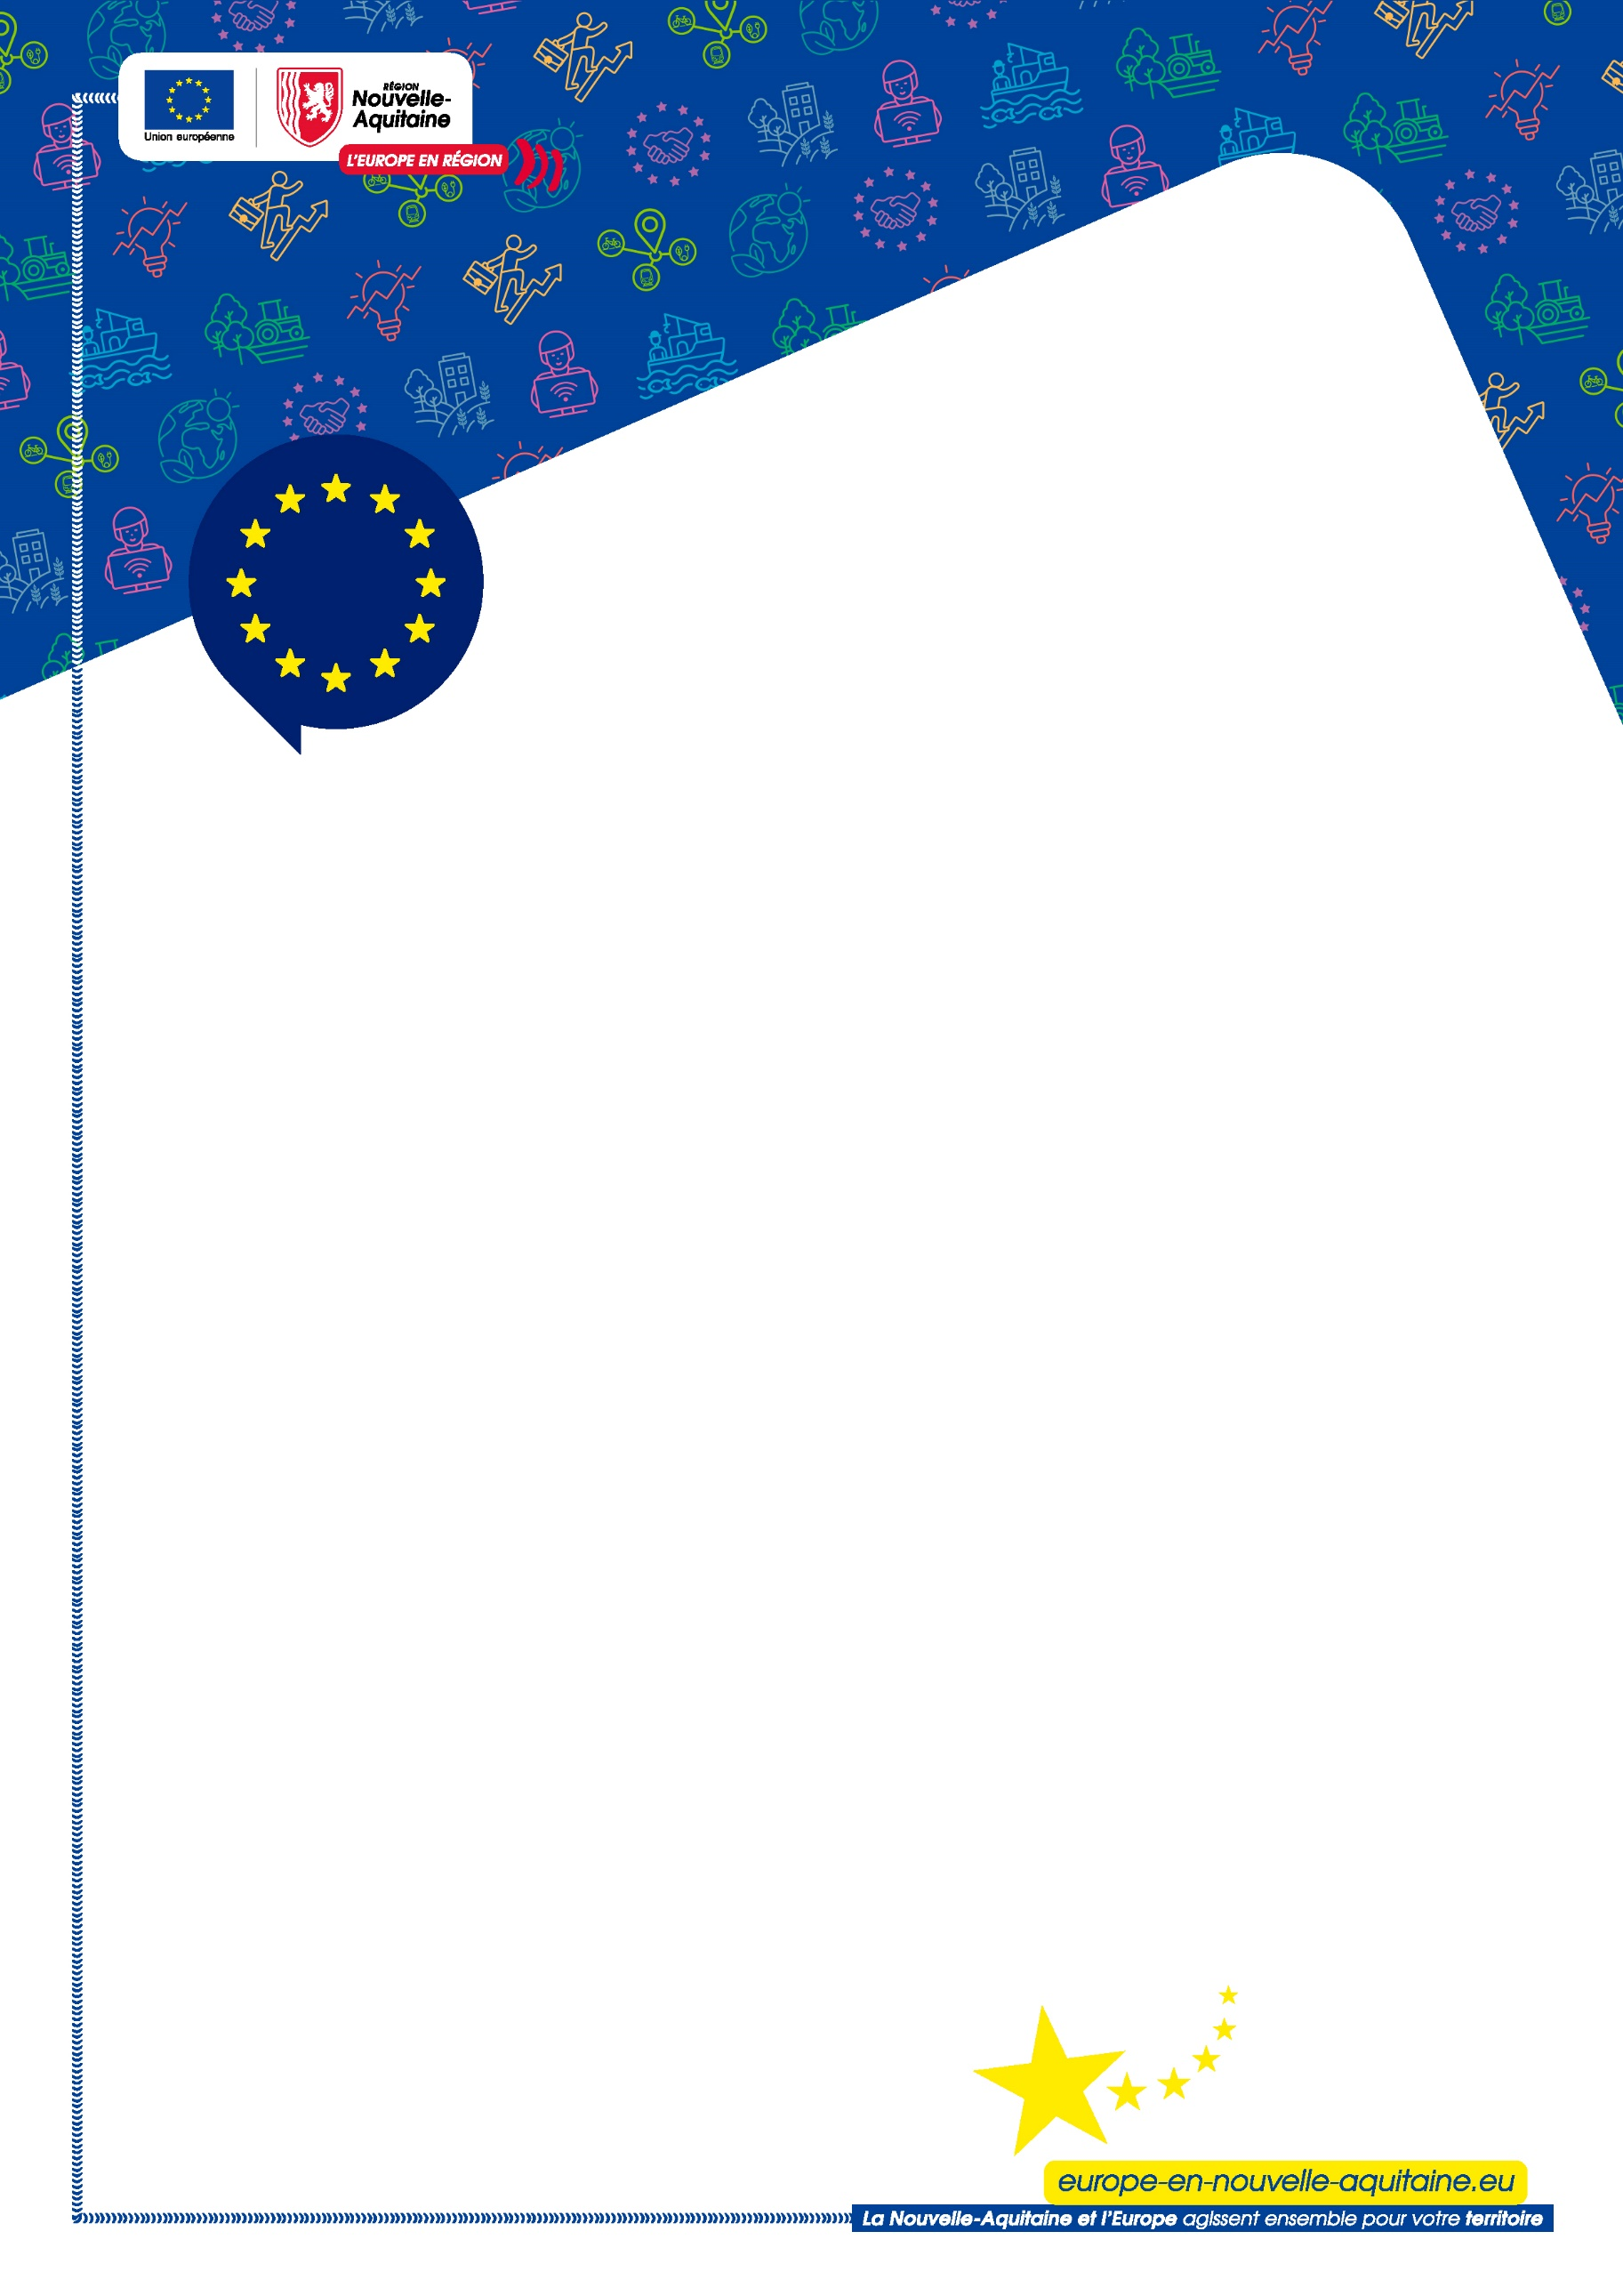 Union européenne
RÉGION
Nouvelle-
Aquitaine
L'EUROPE EN RÉGION
europe-en-nouvelle-aquitaine.eu
La Nouvelle-Aquitaine et l'Europe agissent ensemble pour votre territoire